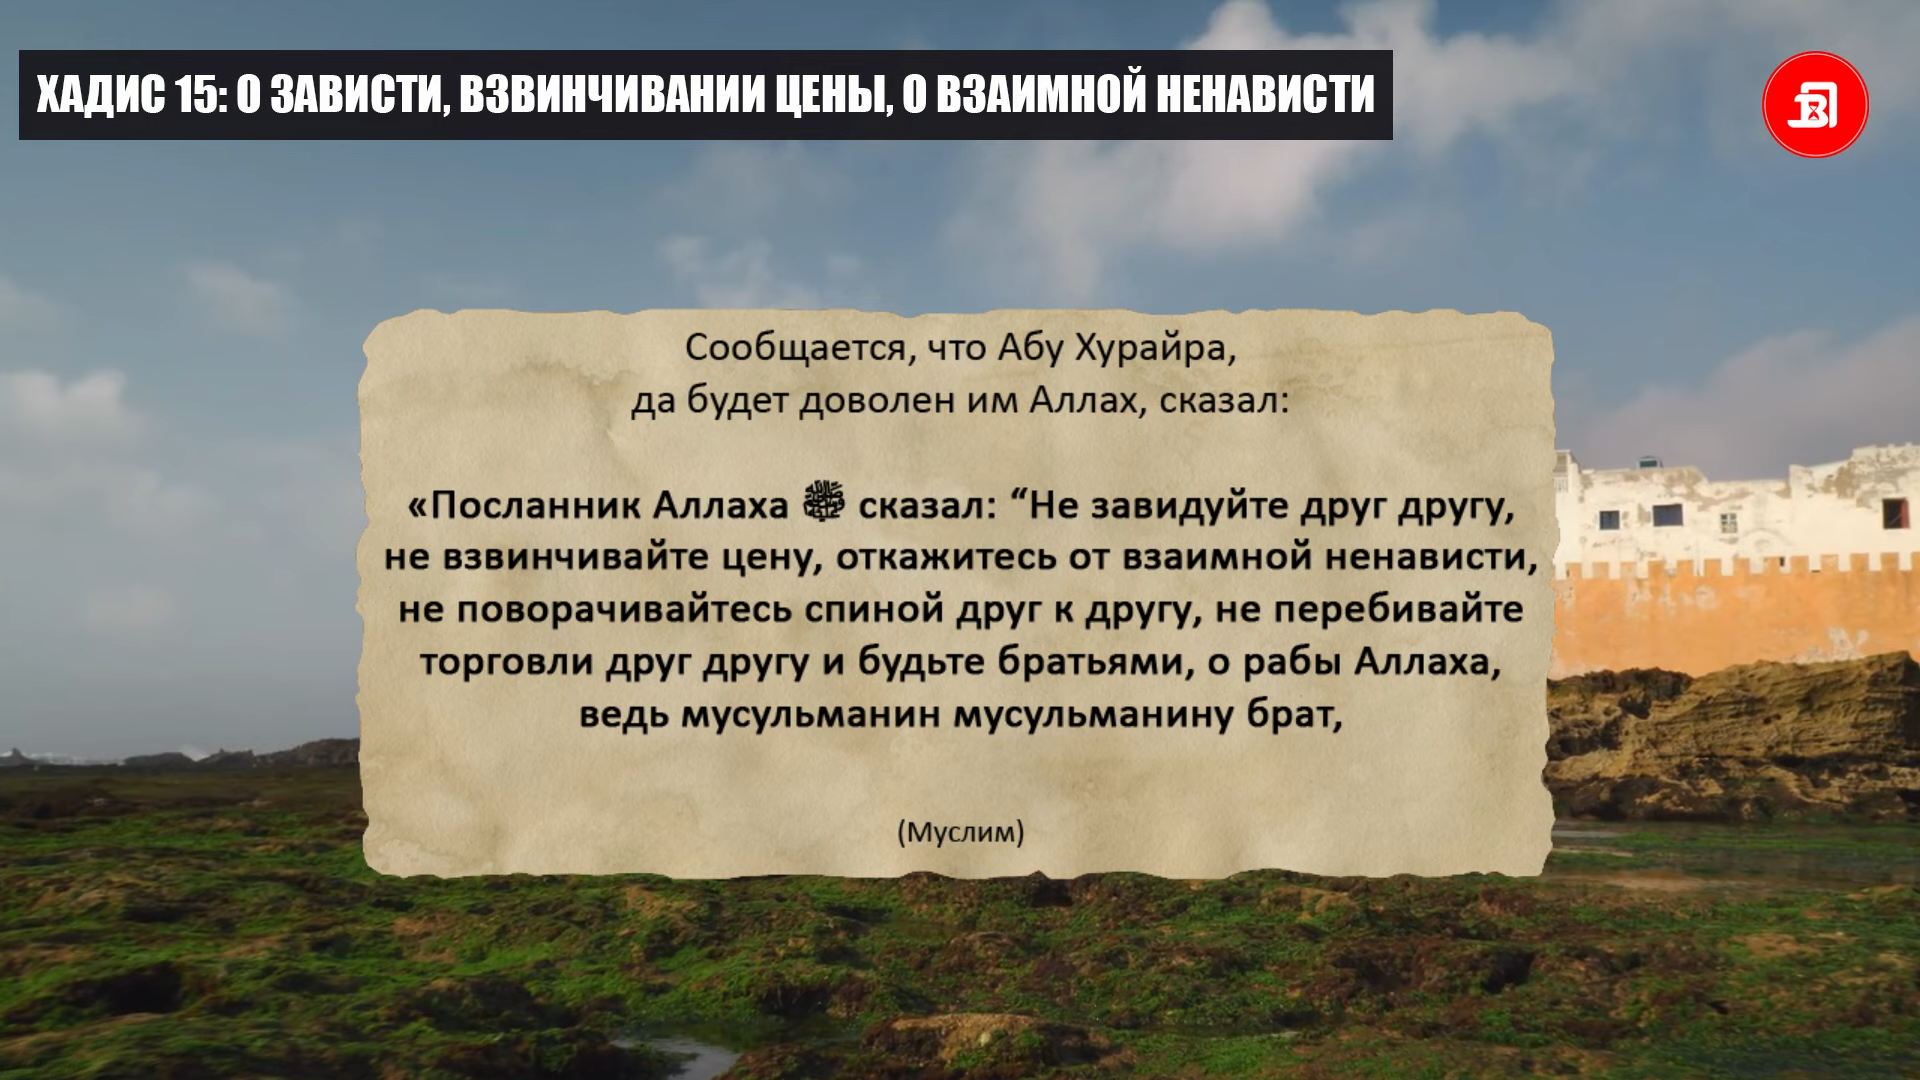 ХАДИС 15: О ЗАВИСТИ, ВЗВИНЧИВАНИИ ЦЕНЫ, О ВЗАИМНОЙ НЕНАВИСТИ
Сообщается, что Абу Хурайра,
да будет доволен им Аллах, сказал:
«Посланник Аллаха ﷺ сказал: “Не завидуйте друг другу,
не взвинчивайте цену, откажитесь от взаимной ненависти,
не поворачивайтесь спиной друг к другу, не перебивайте
торговли друг другу и будьте братьями, о рабы Аллаха,
ведь мусульманин мусульманину брат,
(Муслим)